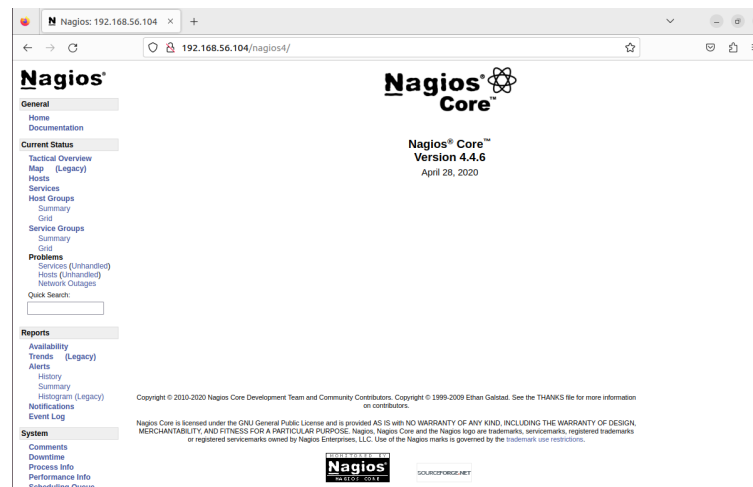 Nagios: 192.168.56.104
192.168.56.104/nagios4/
Nagios®
General
Home
Documentation
Current Status
Tactical Overview
Map (Legacy)
Hosts
Services
Host Groups
Summary
Grid
Service Groups
Summary
Grid
Problems
Services (Unhandled)
Hosts (Unhandled)
Network Outages
Quick Search:
Reports
Availability
Trends (Legacy)
Alerts
History
Summary
Histogram (Legacy)
Notifications
Event Log
System
Comments
Downtime
Process Info
Performance Info
Scheduling Queue
Nagios®
Core™
Nagios® Core™
Version 4.4.6
April 28, 2020
Copyright © 2010-2020 Nagios Core Development Team and Community Contributors. Copyright © 1999-2009 Ethan Galstad. See the THANKS file for more information
on contributors.
Nagios Core is licensed under the GNU General Public License and is provided AS IS with NO WARRANTY OF ANY KIND, INCLUDING THE WARRANTY OF DESIGN,
MERCHANTABILITY, AND FITNESS FOR A PARTICULAR PURPOSE. Nagios, Nagios Core and the Nagios logo are trademarks, servicemarks, registered trademarks
or registered servicemarks owned by Nagios Enterprises, LLC. Use of the Nagios marks is governed by the trademark use restrictions.
MONITORED BY
Nagios®
NAGIOS CORE
SOURCEFORGE.NET